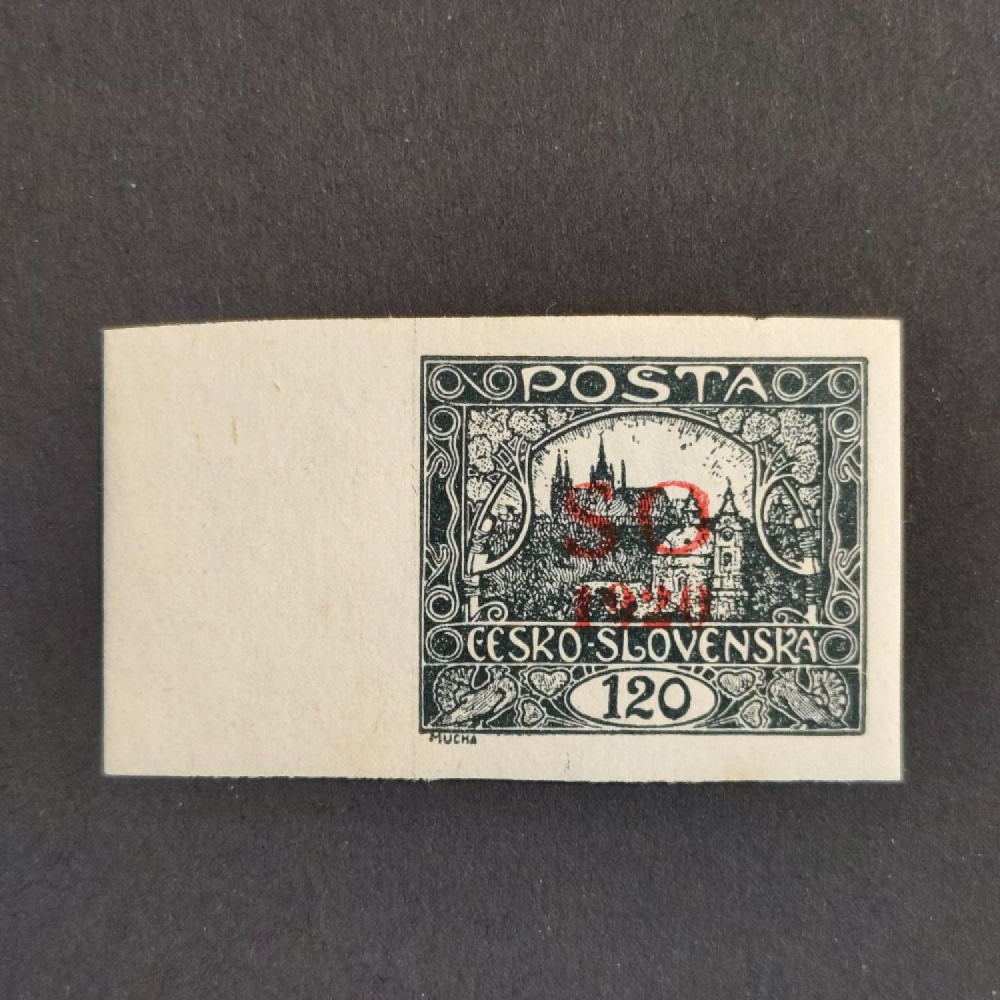 POSTA
SO
1920
ČESKO-SLOVENSKÁ
120
MUCHA